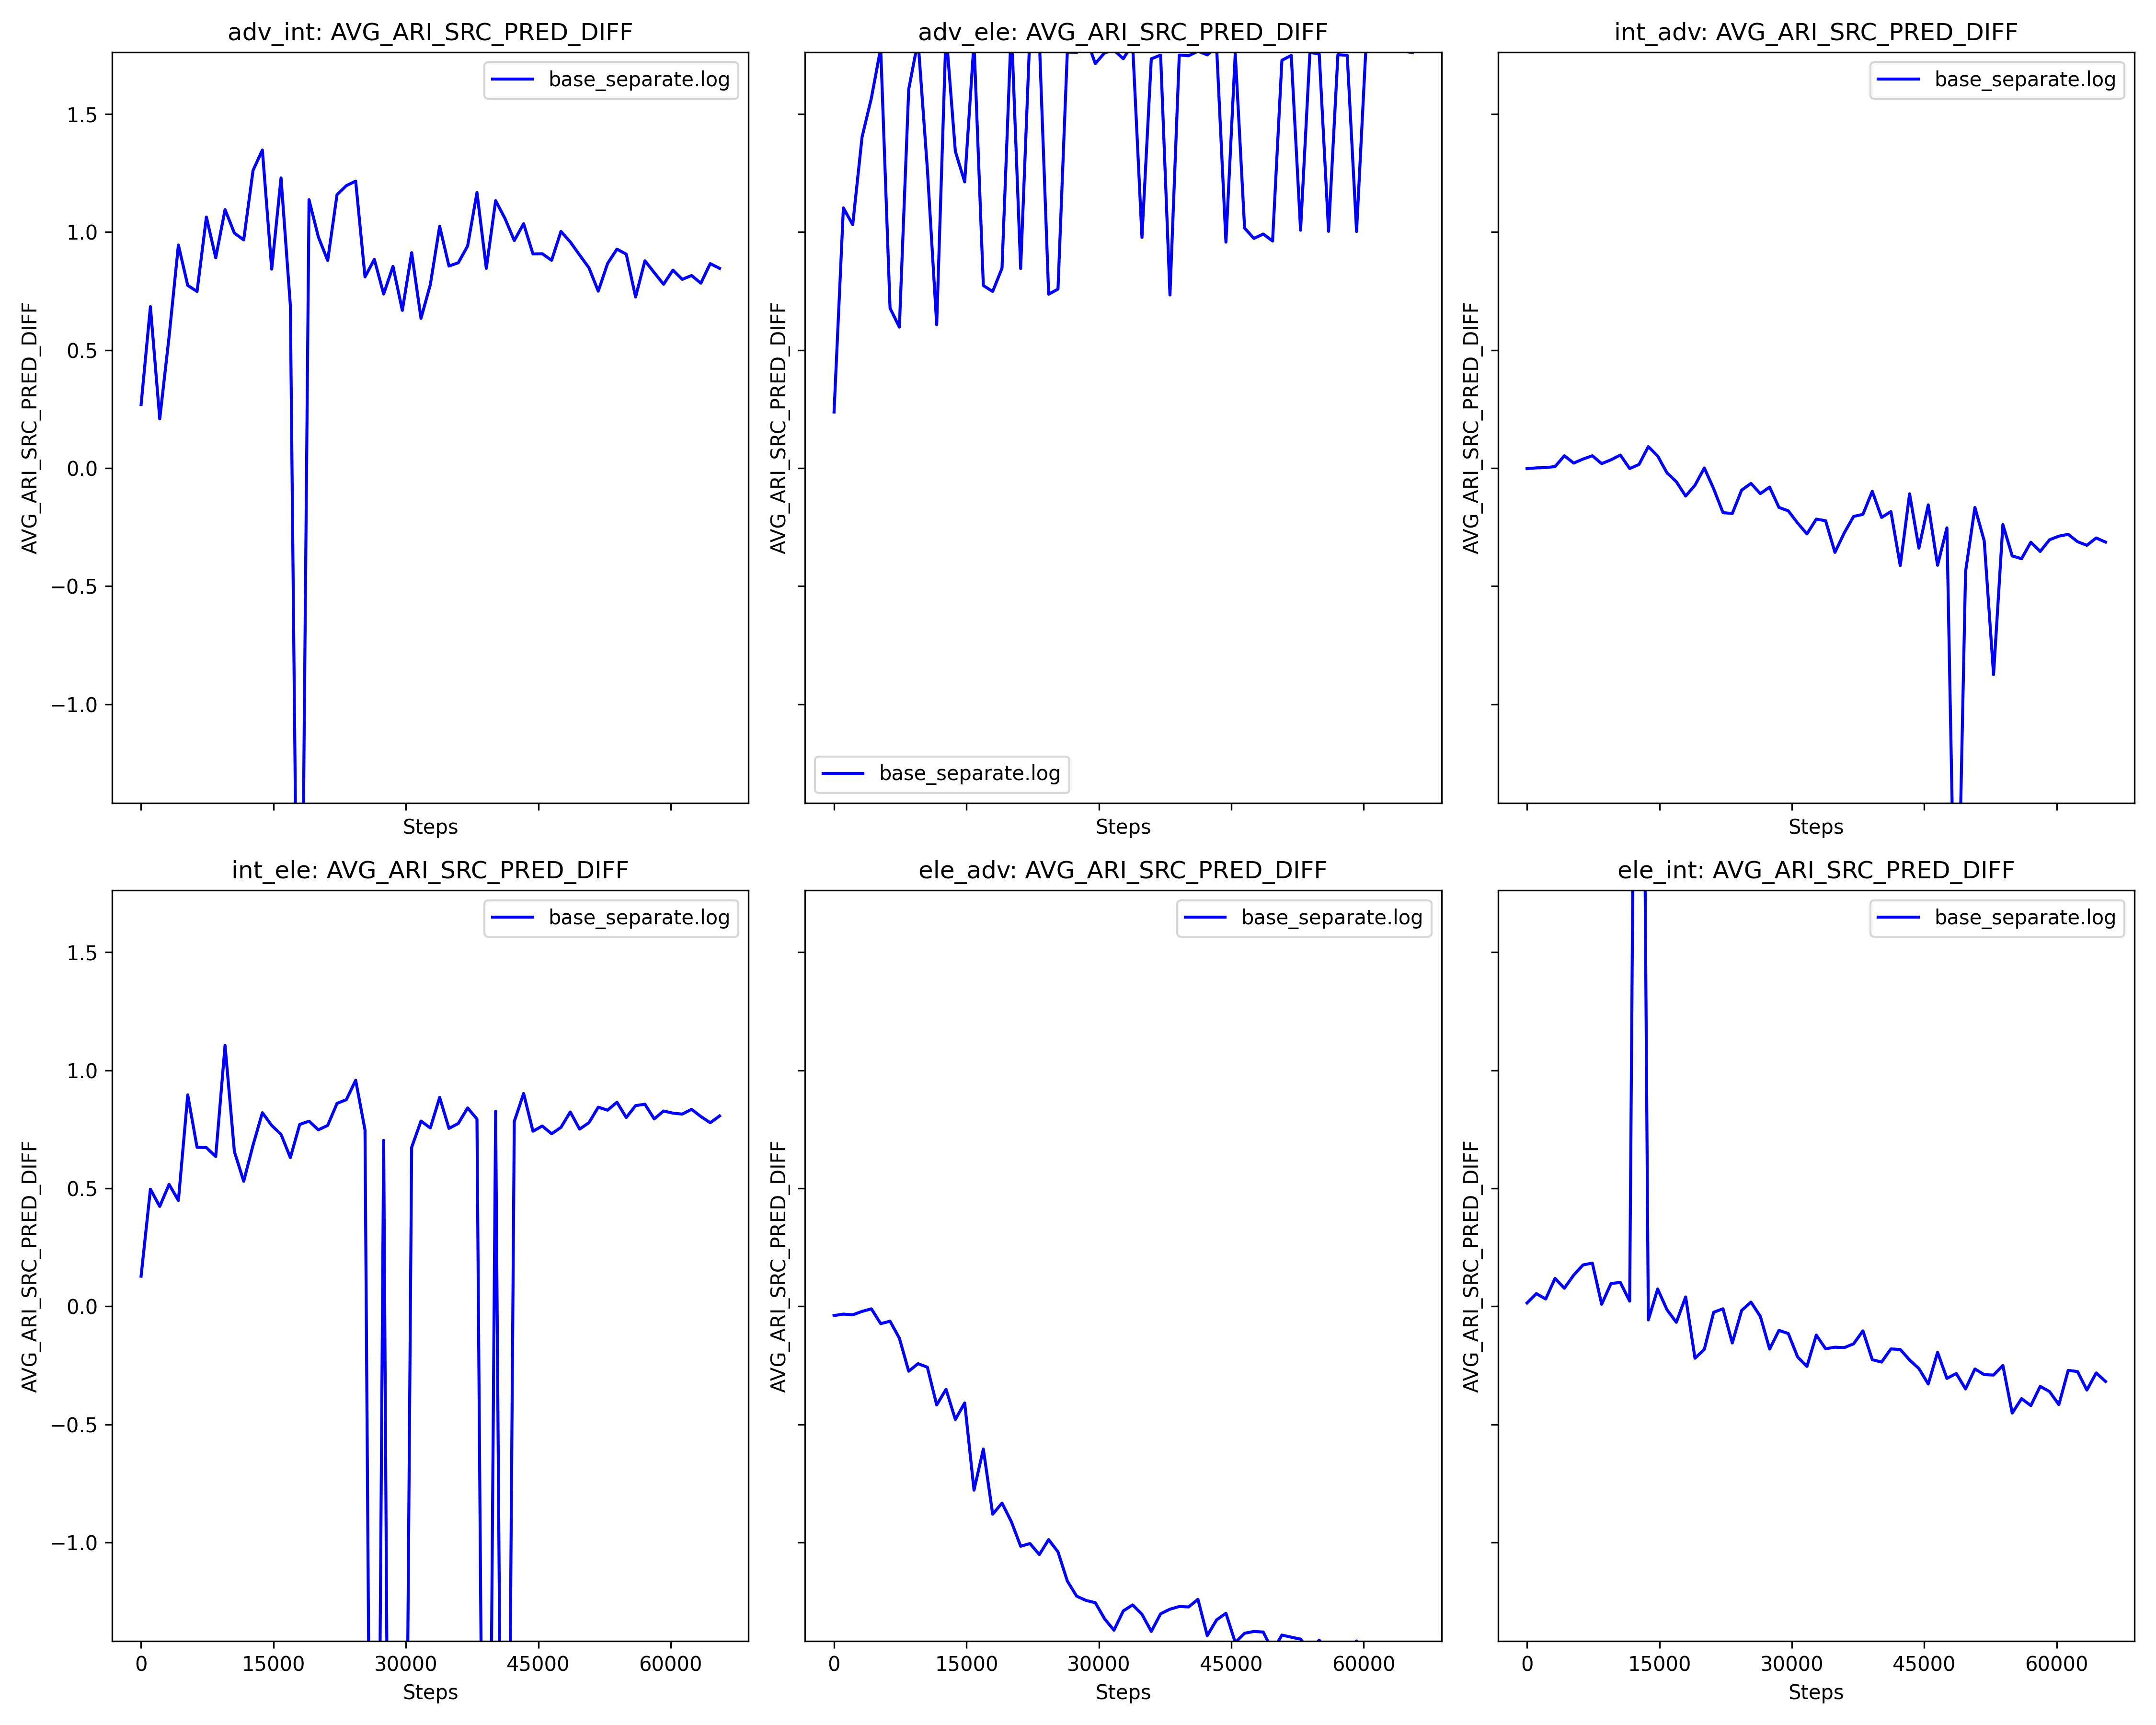 adv_int: AVG_ARI_SRC_PRED_DIFF
base_separate.log
AVG_ARI_SRC_PRED_DIFF
1.5
1.0
0.5
0.0
−0.5
−1.0
Steps
adv_ele: AVG_ARI_SRC_PRED_DIFF
AVG_ARI_SRC_PRED_DIFF
base_separate.log
Steps
int_adv: AVG_ARI_SRC_PRED_DIFF
base_separate.log
AVG_ARI_SRC_PRED_DIFF
Steps
int_ele: AVG_ARI_SRC_PRED_DIFF
base_separate.log
AVG_ARI_SRC_PRED_DIFF
1.5
1.0
0.5
0.0
−0.5
−1.0
0 15000 30000 45000 60000
Steps
ele_adv: AVG_ARI_SRC_PRED_DIFF
base_separate.log
AVG_ARI_SRC_PRED_DIFF
0 15000 30000 45000 60000
Steps
ele_int: AVG_ARI_SRC_PRED_DIFF
base_separate.log
AVG_ARI_SRC_PRED_DIFF
0 15000 30000 45000 60000
Steps